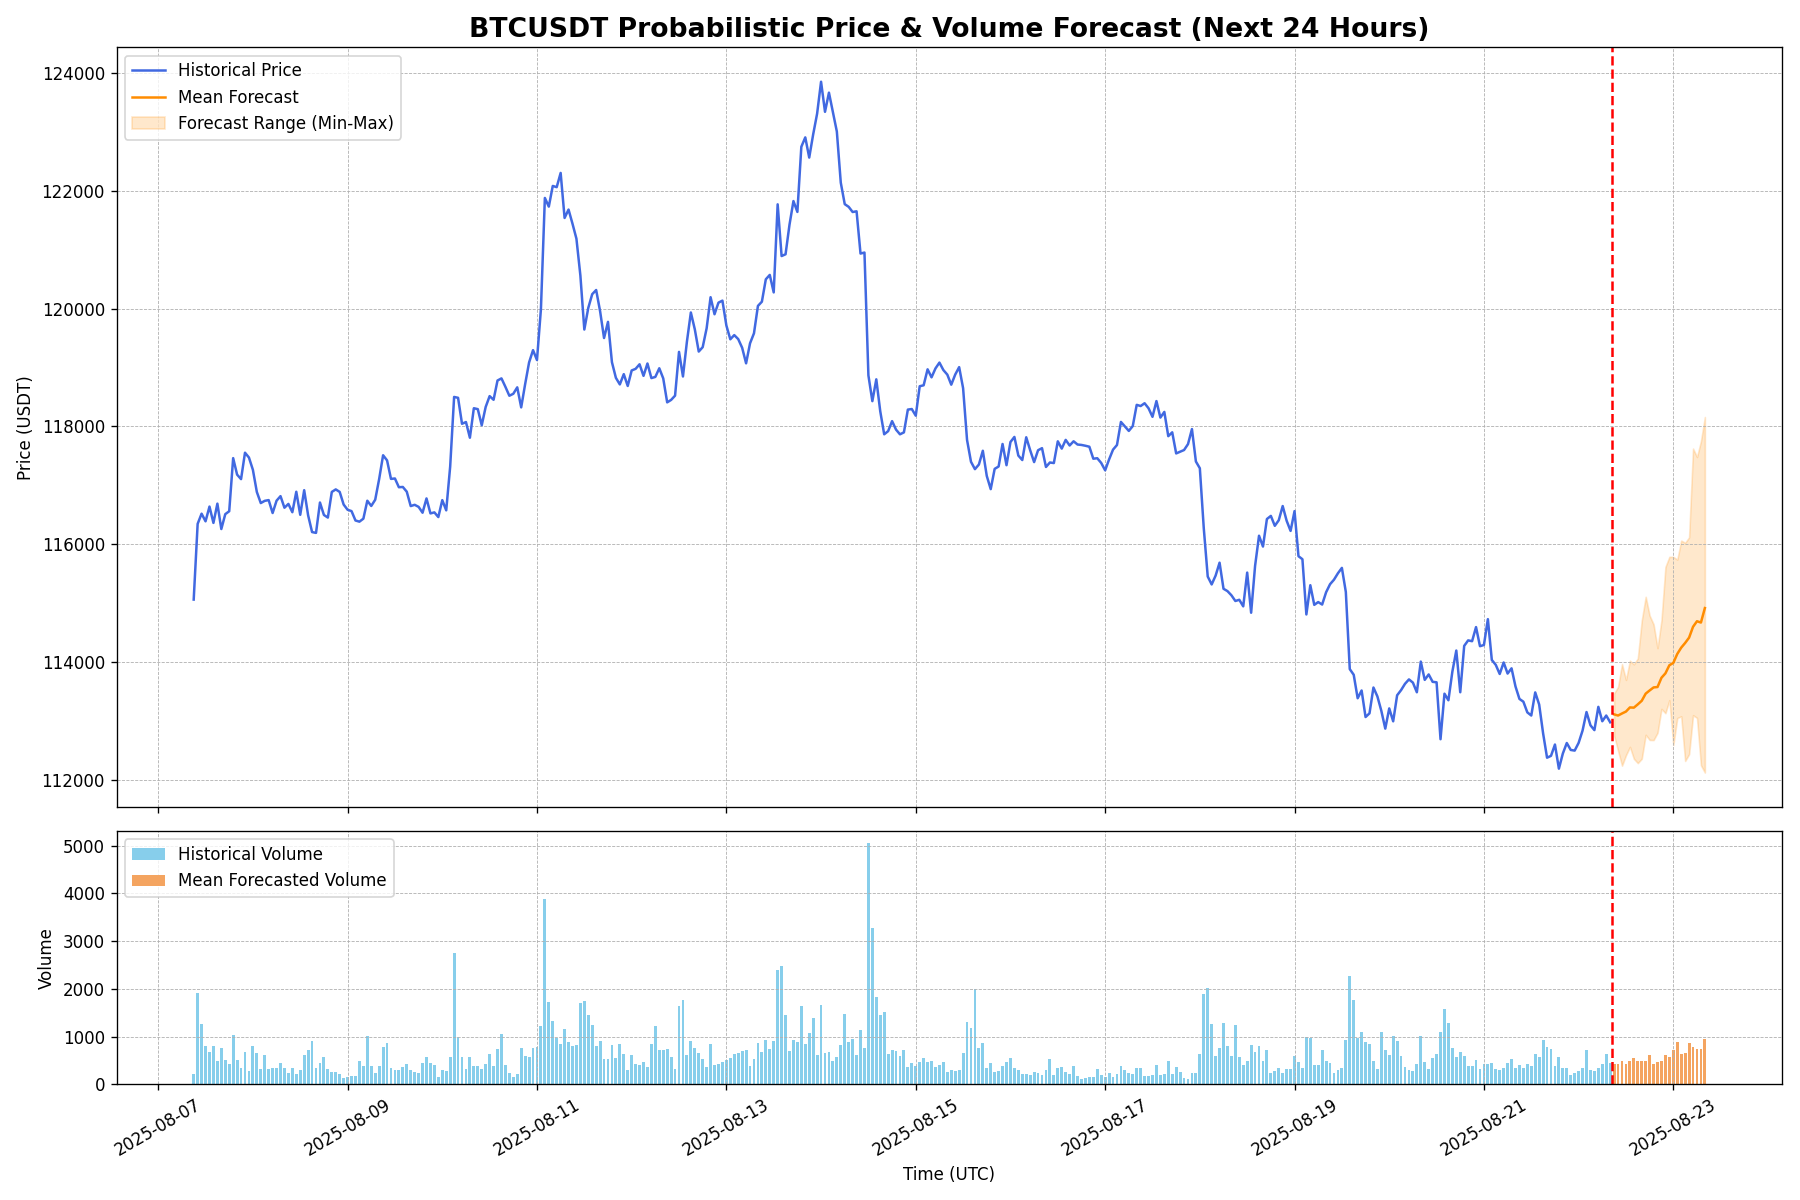 BTCUSDT Probabilistic Price & Volume Forecast (Next 24 Hours)
Historical Price
Mean Forecast
Forecast Range (Min-Max)
Price (USDT)
124000
122000
120000
118000
116000
114000
112000
Historical Volume
Mean Forecasted Volume
Volume
5000
4000
3000
2000
1000
0
2025-08-07
2025-08-09
2025-08-11
2025-08-13
2025-08-15
2025-08-17
2025-08-19
2025-08-21
2025-08-23
Time (UTC)